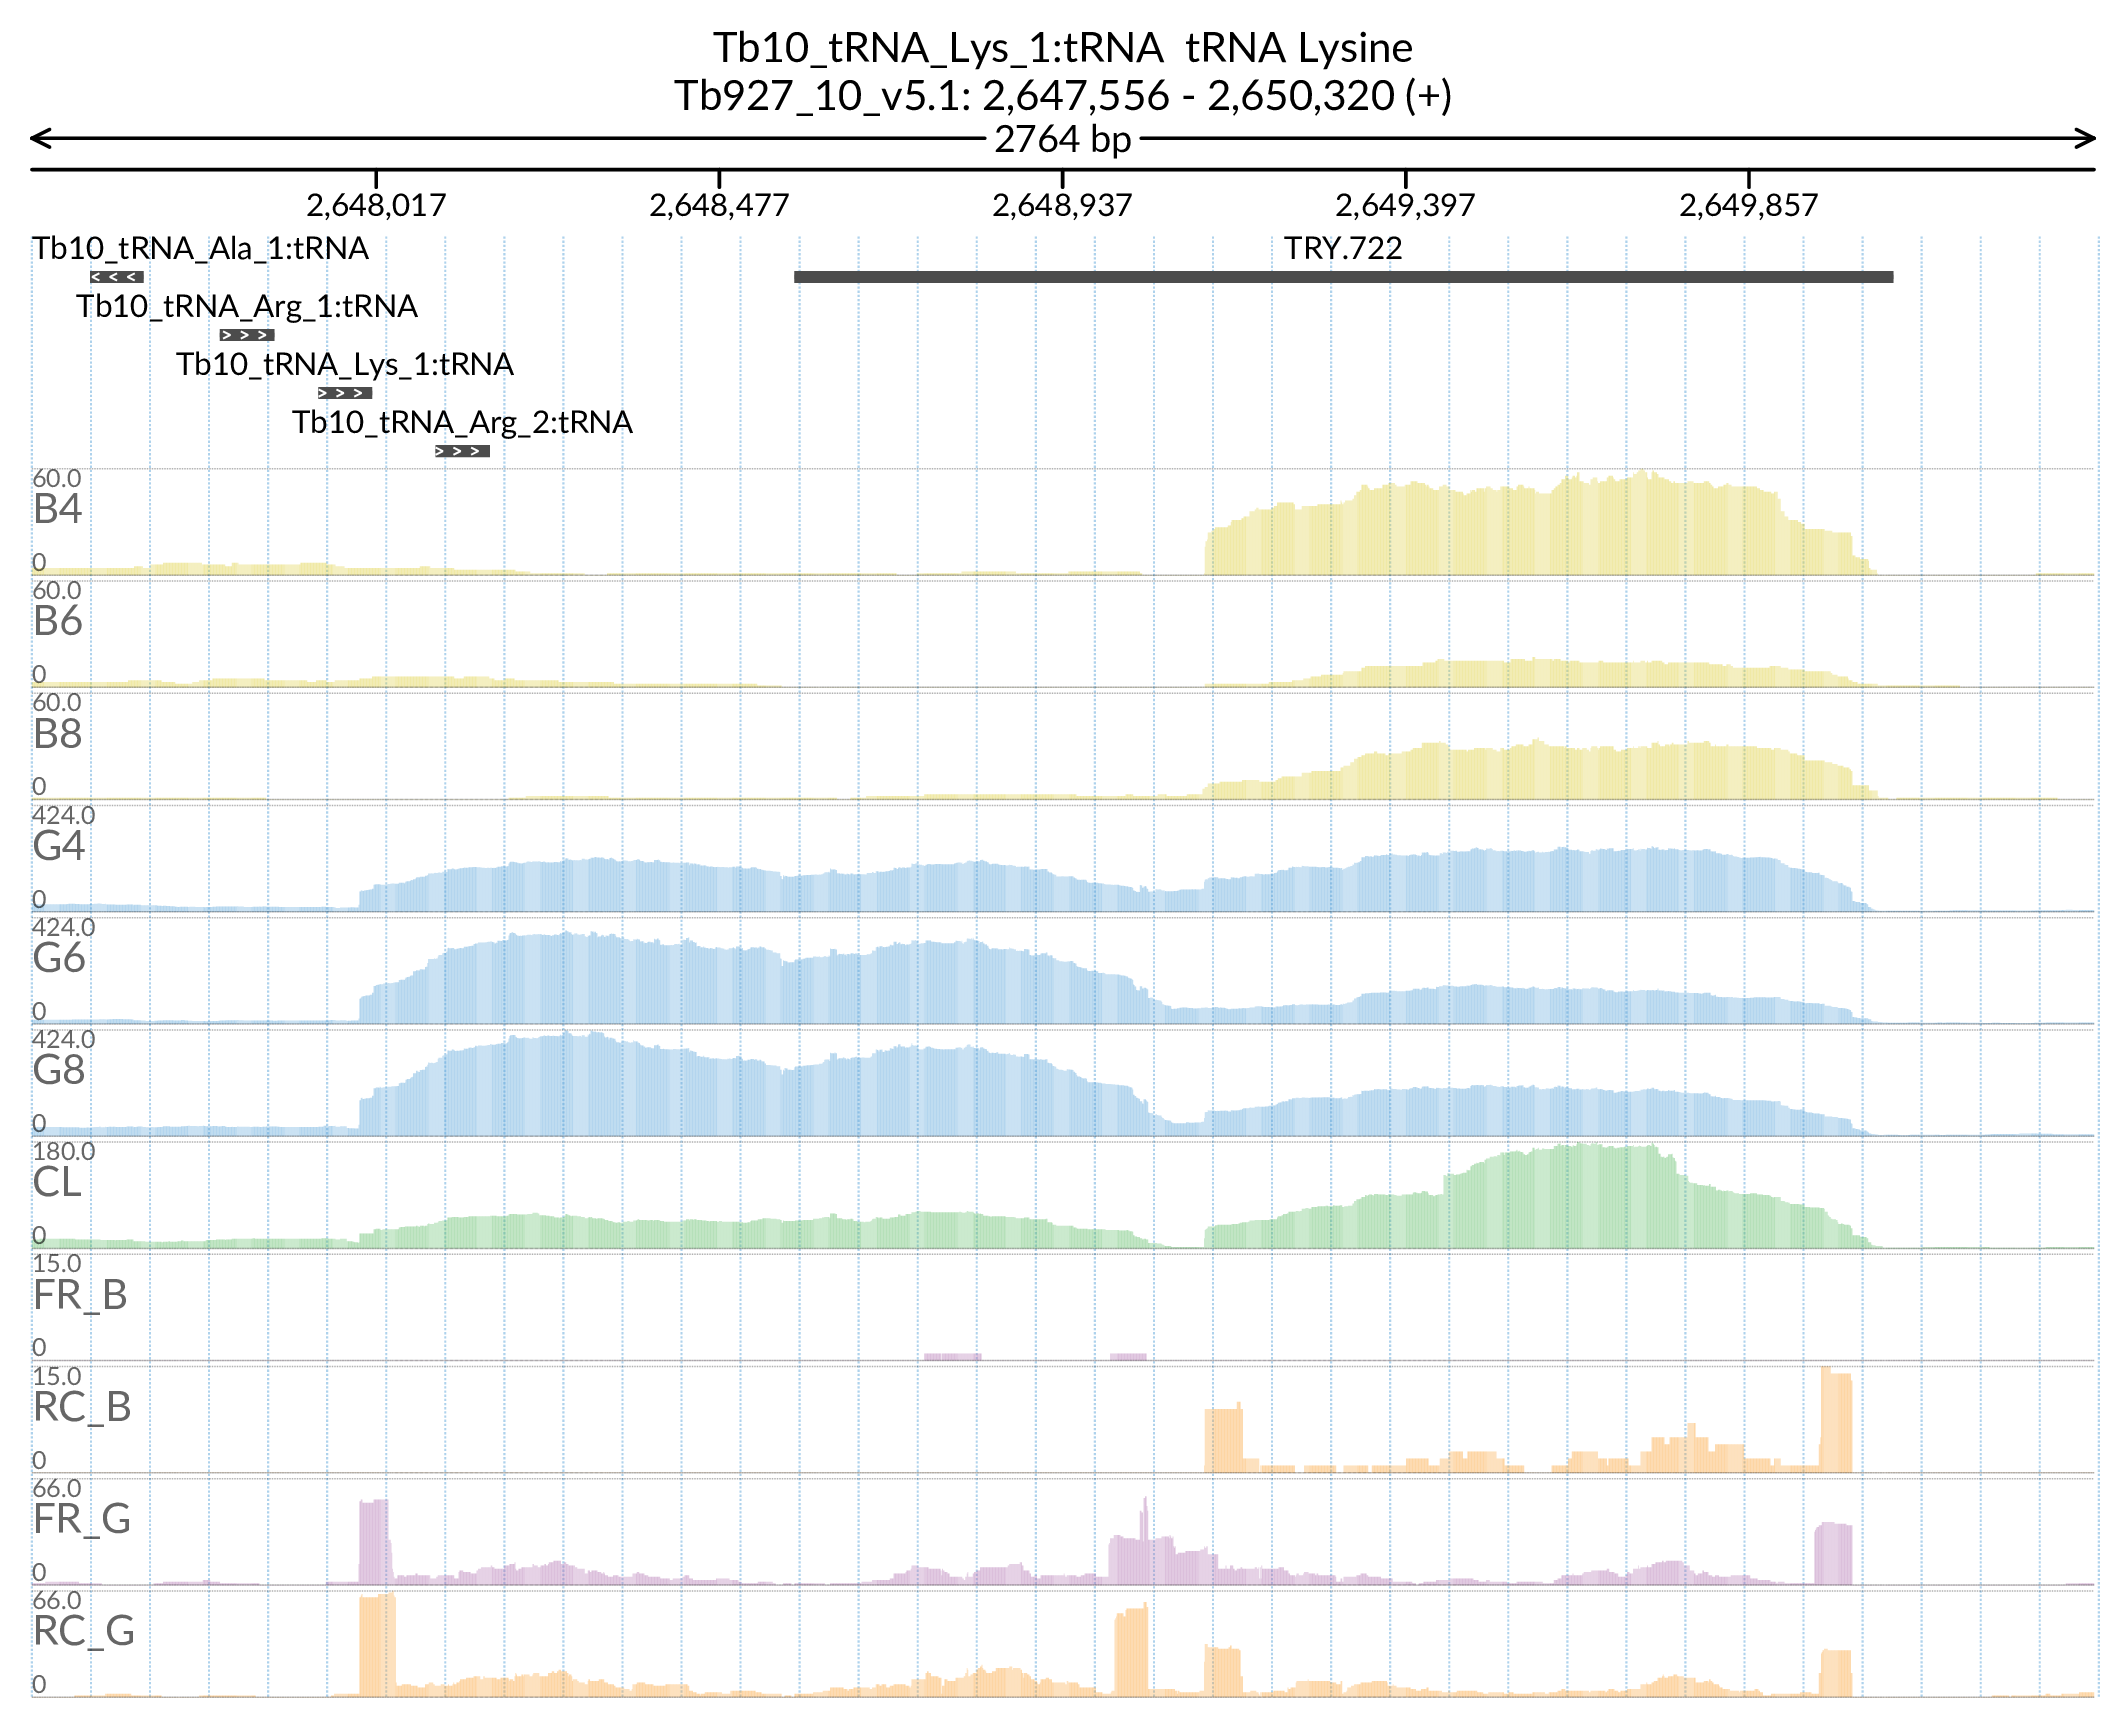 Tb10_tRNA_Lys_1:tRNA tRNA Lysine
Tb927_10_v5.1: 2,647,556 - 2,650,320 (+)
2764 bp
2,648,017 2,648,477 2,648,937 2,649,397 2,649,857
Tb10_tRNA_Ala_1:tRNA TRY.722
Tb10_tRNA_Arg_1:tRNA
Tb10_tRNA_Lys_1:tRNA
Tb10_tRNA_Arg_2:tRNA
60.0
B4
0
60.0
B6
0
60.0
B8
0
424.0
G4
0
424.0
G6
0
424.0
G8
0
180.0
CL
0
15.0
FR_B
0
15.0
RC_B
0
66.0
FR_G
0
66.0
RC_G
0